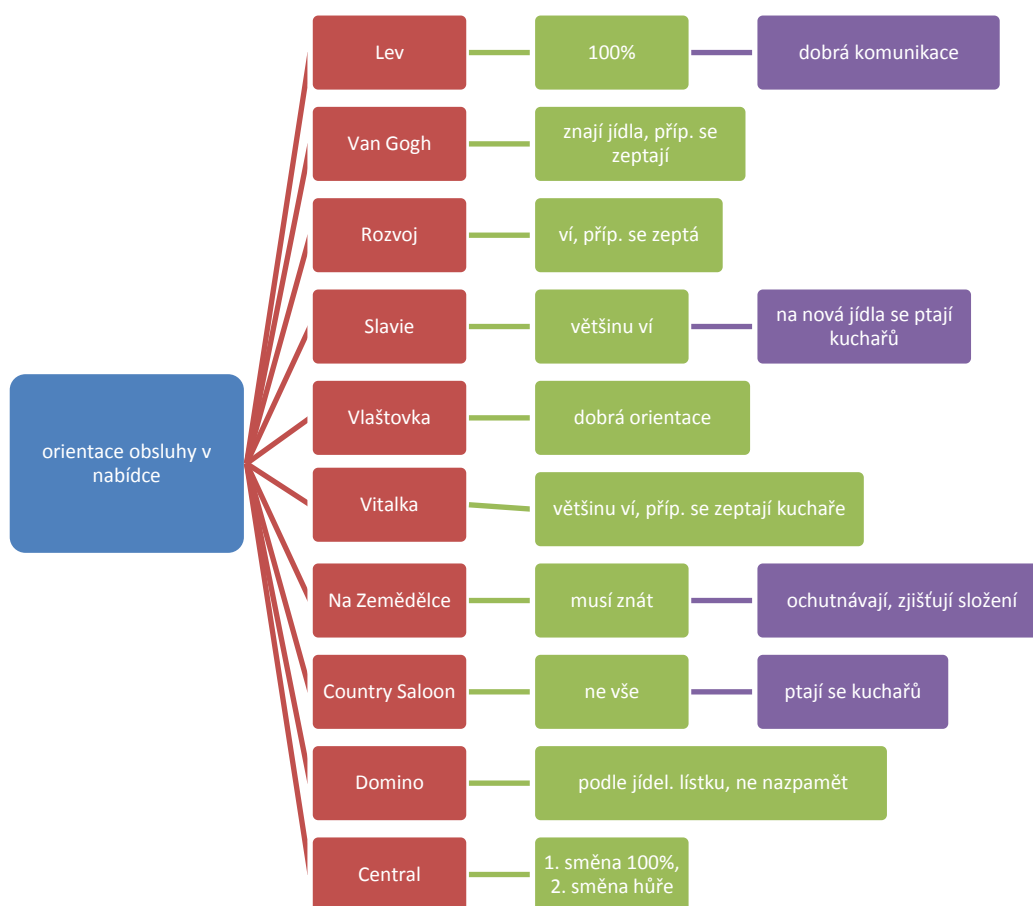 orientace obsluhy v
nabídce
Lev
100%
dobrá komunikace
Van Gogh
znají jídla, příp. se
zeptají
Rozvoj
ví, příp. se zeptá
Slavie
většinu ví
na nová jídla se ptají
kuchařů
Vlaštovka
dobrá orientace
Vitalka
většinu ví, příp. se zeptají kuchaře
Na Zemědělce
musí znát
ochutnávají, zjišťují složení
Country Saloon
ne vše
ptají se kuchařů
Domino
podle jídel. lístku, ne nazpamět
Central
1. směna 100%,
2. směna hůře